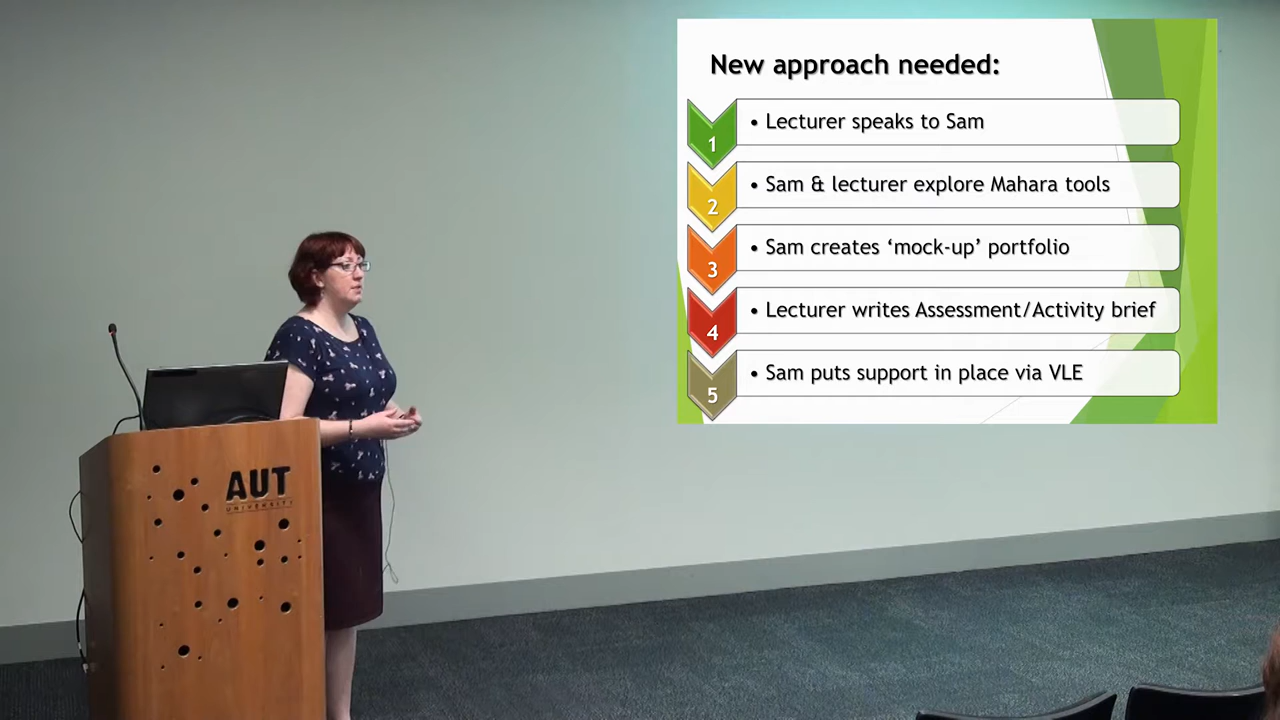 New approach needed:
1
• Lecturer speaks to Sam
2
• Sam & lecturer explore Mahara tools
3
• Sam creates ‘mock-up’ portfolio
4
• Lecturer writes Assessment/Activity brief
5
• Sam puts support in place via VLE
AUT
UNIVERSITY